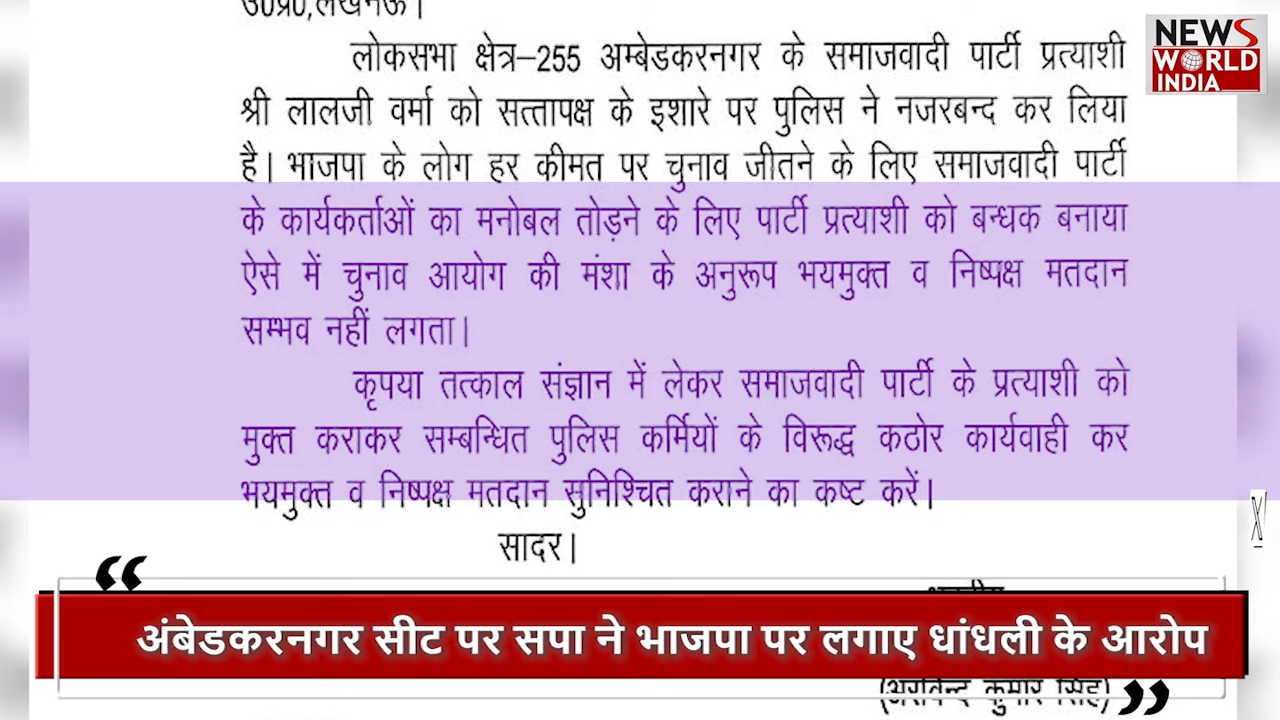 उ0प्र0,लखनऊ।
NEWS
WORLD
INDIA
लोकसभा क्षेत्र–255 अम्बेडकरनगर के समाजवादी पार्टी प्रत्याशी
श्री लालजी वर्मा को सत्तापक्ष के इशारे पर पुलिस ने नजरबन्द कर लिया
है। भाजपा के लोग हर कीमत पर चुनाव जीतने के लिए समाजवादी पार्टी
के कार्यकर्ताओं का मनोबल तोड़ने के लिए पार्टी प्रत्याशी को बन्धक बनाया
ऐसे में चुनाव आयोग की मंशा के अनुरूप भयमुक्त व निष्पक्ष मतदान
सम्भव नहीं लगता।
कृपया तत्काल संज्ञान में लेकर समाजवादी पार्टी के प्रत्याशी को
मुक्त कराकर सम्बन्धित पुलिस कर्मियों के विरूद्ध कठोर कार्यवाही कर
भयमुक्त व निष्पक्ष मतदान सुनिश्चित कराने का कष्ट करें।
सादर।
“
अंबेडकरनगर सीट पर सपा ने भाजपा पर लगाए धांधली के आरोप
(अरविन्द कुमार सिंह)
”